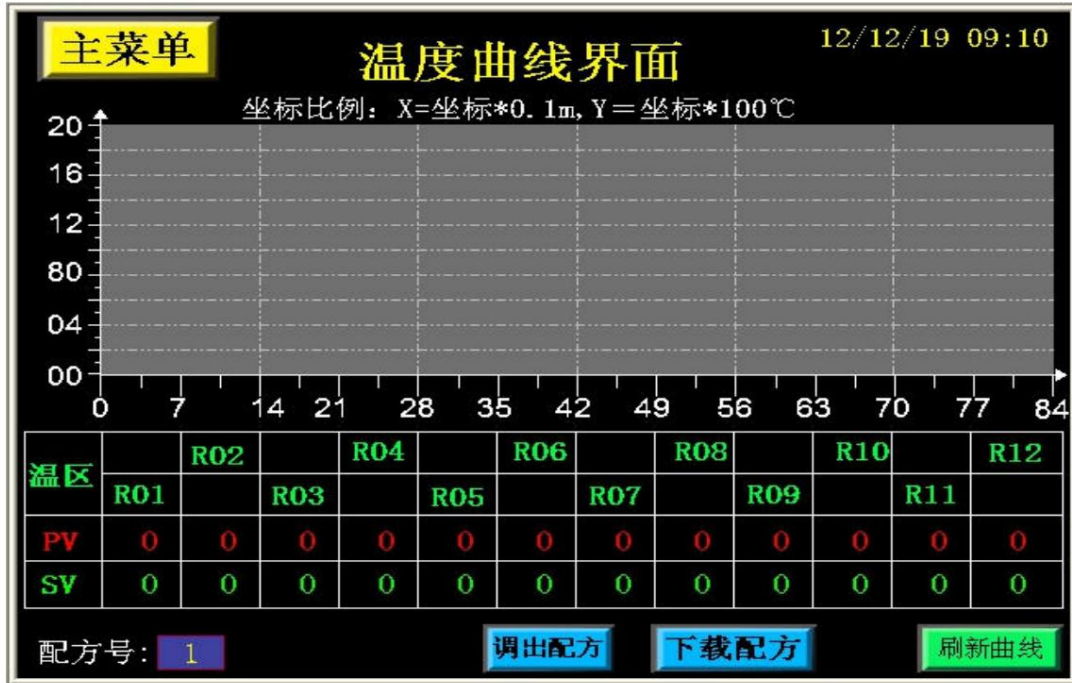 主菜单
温度曲线界面
12/12/19 09:10
坐标比例：X=坐标*0.1m,Y＝坐标*100℃
20
16
12
80
04
00
0 7 14 21 28 35 42 49 56 63 70 77 84
温区
R02 R04 R06 R08 R10 R12
R01 R03 R05 R07 R09 R11
PV 0 0 0 0 0 0 0 0 0 0 0 0
SV 0 0 0 0 0 0 0 0 0 0 0 0
配方号: 1 调出配方 下载配方 刷新曲线